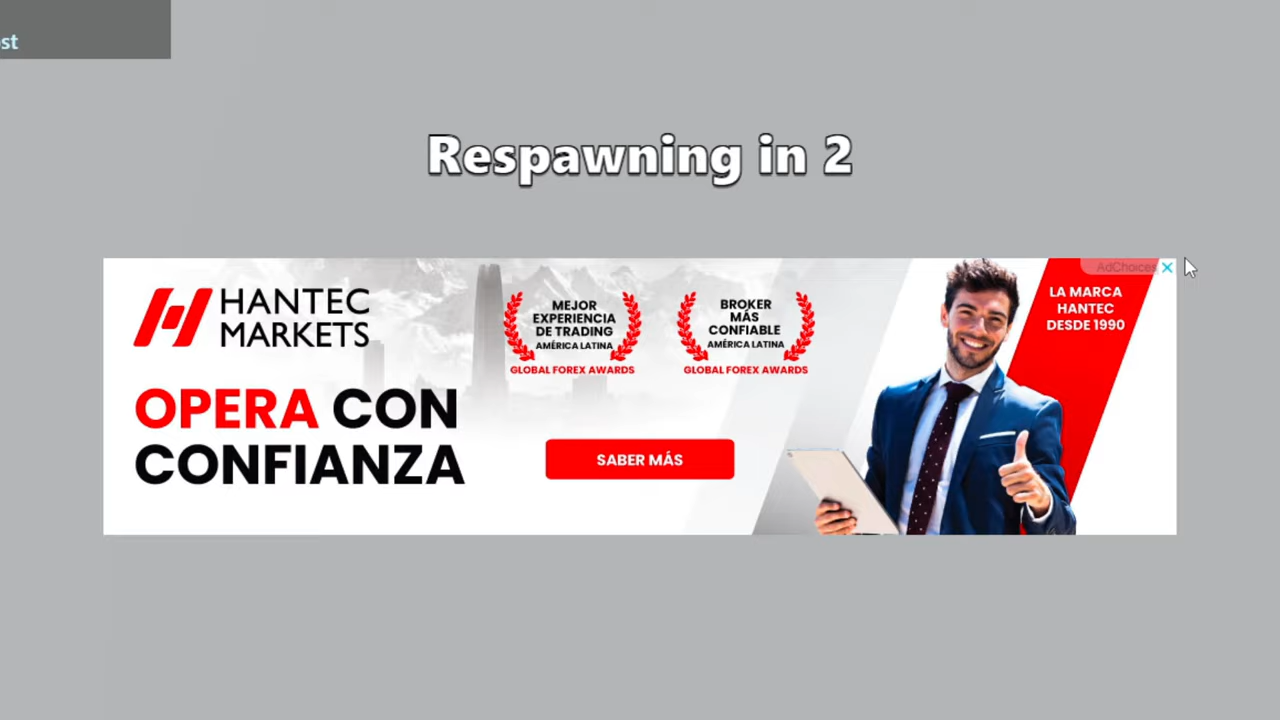 st
Respawning in 2
AdChoices
HANTEC
MARKETS
MEJOR
EXPERIENCIA
DE TRADING
AMÉRICA LATINA
GLOBAL FOREX AWARDS
BROKER
MÁS
CONFIABLE
AMÉRICA LATINA
GLOBAL FOREX AWARDS
LA MARCA
HANTEC
DESDE 1990
OPERA CON
CONFIANZA
SABER MÁS